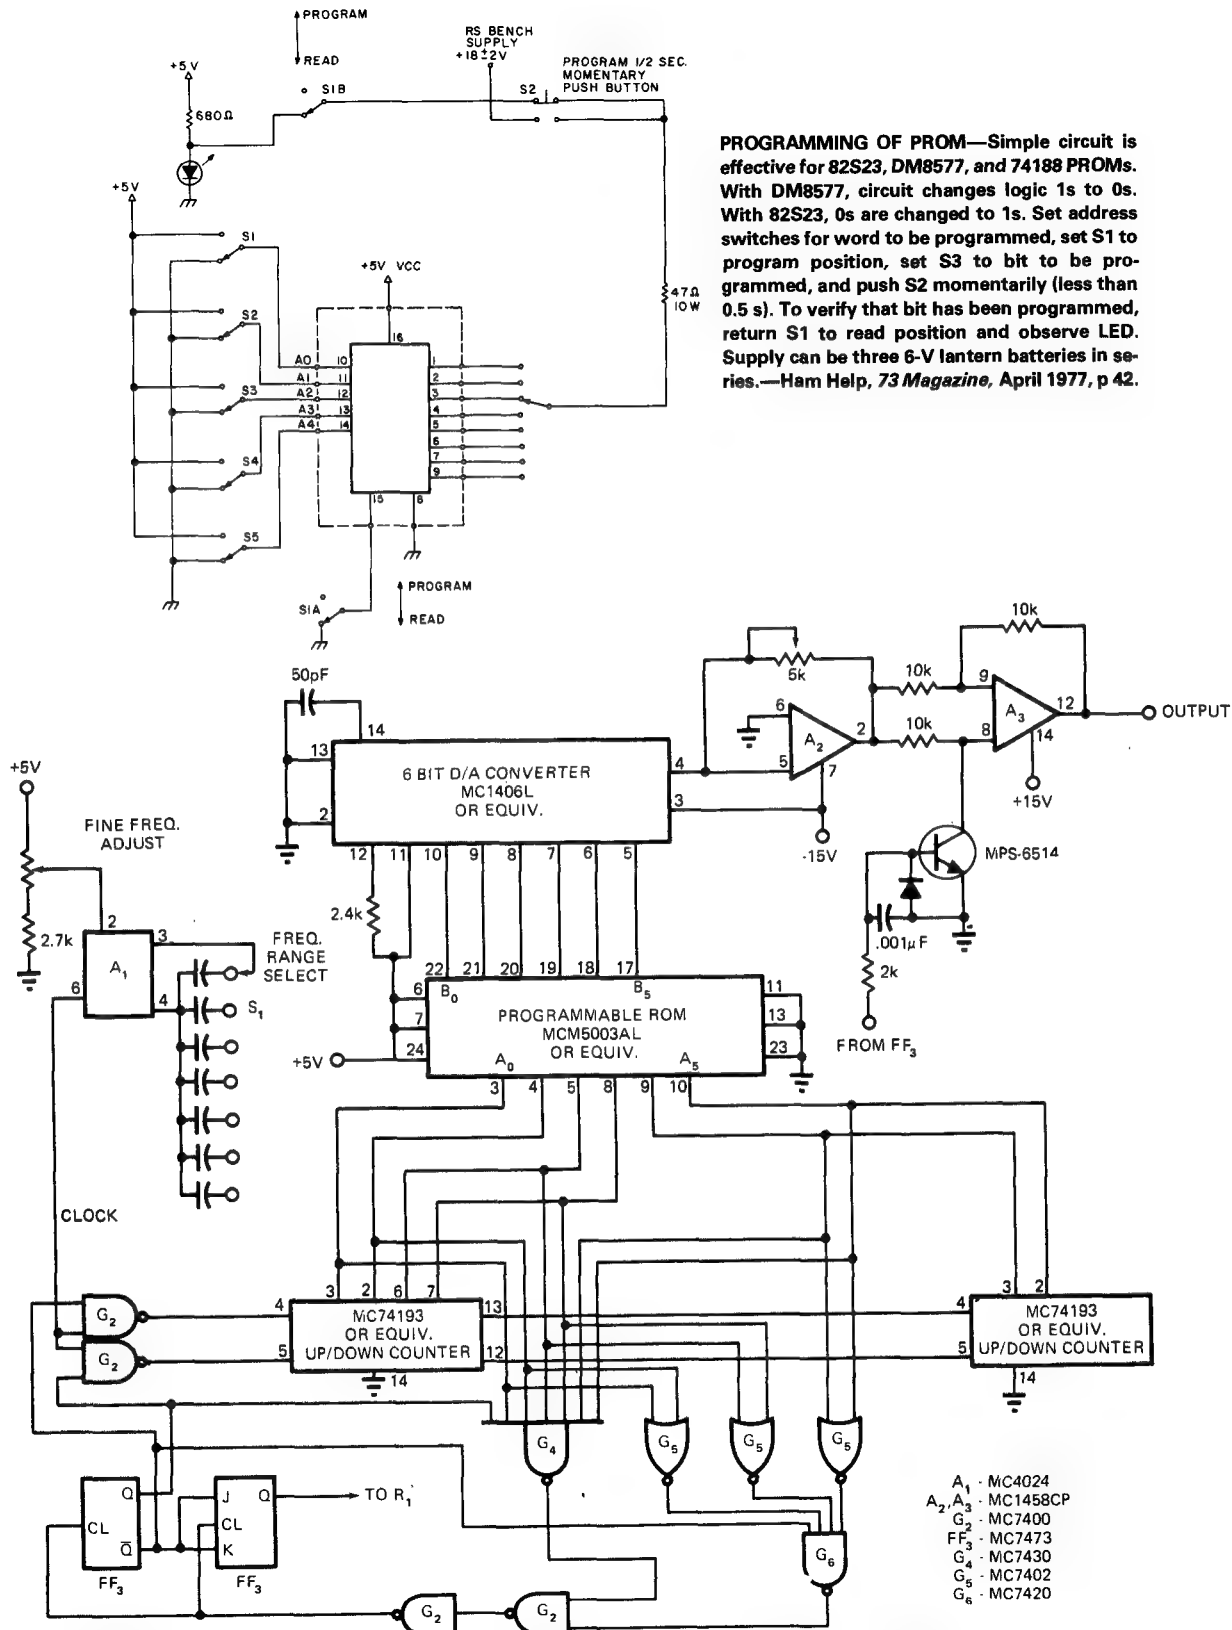 PROGRAM
READ
+5V
680Ω
S1B
RS BENCH
SUPPLY
+18±2V
S2
PROGRAM 1/2 SEC.
MOMENTARY
PUSH BUTTON
47Ω
10W
PROGRAMMING OF PROM—Simple circuit is
effective for 82S23, DM8577, and 74188 PROMs.
With DM8577, circuit changes logic 1s to 0s.
With 82S23, 0s are changed to 1s. Set address
switches for word to be programmed, set S1 to
program position, set S3 to bit to be pro-
grammed, and push S2 momentarily (less than
0.5 s). To verify that bit has been programmed,
return S1 to read position and observe LED.
Supply can be three 6-V lantern batteries in se-
ries.—Ham Help, 73 Magazine, April 1977, p 42.
+5V
S1
S2
S3
S4
S5
+5V VCC
16
A0 10
A1 11
A2 12
A3 13
A4 14
1
2
3
4
5
6
7
9
15
8
S1A
PROGRAM
READ
50pF
14
13
2
6 BIT D/A CONVERTER
MC1406L
OR EQUIV.
4
3
12 11 10 9 8 7 6 5
5k
6
5
A2
2
7
-15V
10k
10k
10k
9
8
A3
12
14
+15V
OUTPUT
MPS-6514
.001μF
2k
FROM FF3
+5V
FINE FREQ.
ADJUST
2.7k
2
A1
3
4
6
FREQ.
RANGE
SELECT
S1
2.4k
22 21 20 19 18 17
B0 B5
6
7
24
+5V
PROGRAMMABLE ROM
MCM5003AL
OR EQUIV.
A0 A5
11
13
23
3 4 5 8 9 10
CLOCK
G2
G2
4
5
3 2 6 7
MC74193
OR EQUIV.
UP/DOWN COUNTER
13
12
14
4
5
3 2
MC74193
OR EQUIV.
UP/DOWN COUNTER
14
G4
G5
G5
G5
G6
Q
CL
Q
FF3
J Q
CL
K
FF3
TO R1
G2
G2
A1 - MC4024
A2,A3 - MC1458CP
G2 - MC7400
FF3 - MC7473
G4 - MC7430
G5 - MC7402
G6 - MC7420